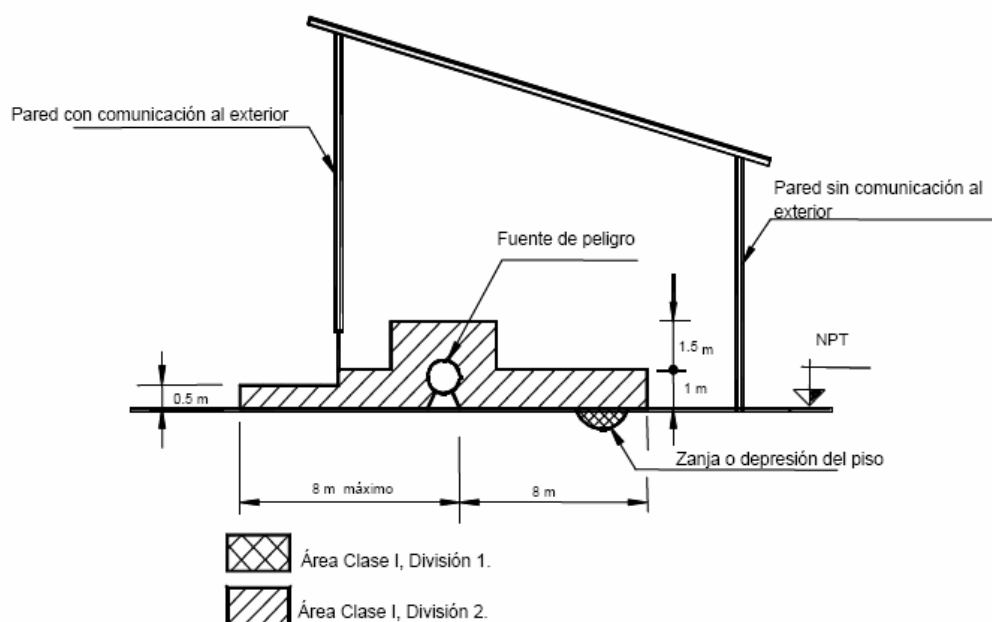 Pared con comunicación al exterior
Pared sin comunicación al
exterior
Fuente de peligro
1.5 m
NPT
0.5 m
1 m
Zanja o depresión del piso
8 m máximo
8 m
Área Clase I, División 1.
Área Clase I, División 2.